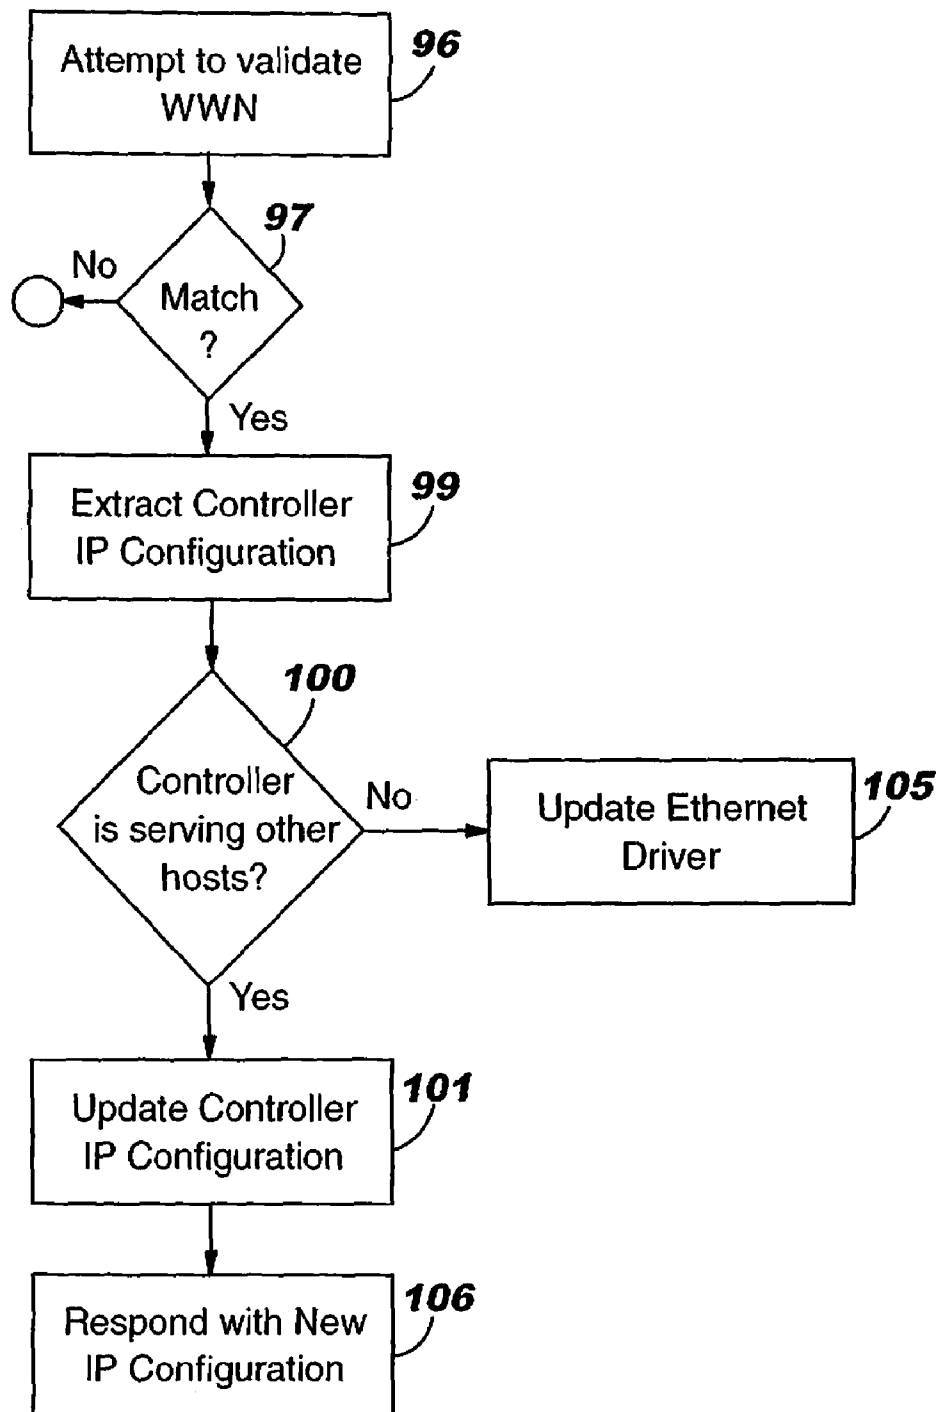 Attempt to validate
WWN
96
97
No
Match
?
Yes
Extract Controller
IP Configuration
99
100
Controller
is serving other
hosts?
No
Update Ethernet
Driver
105
Yes
Update Controller
IP Configuration
101
Respond with New
IP Configuration
106